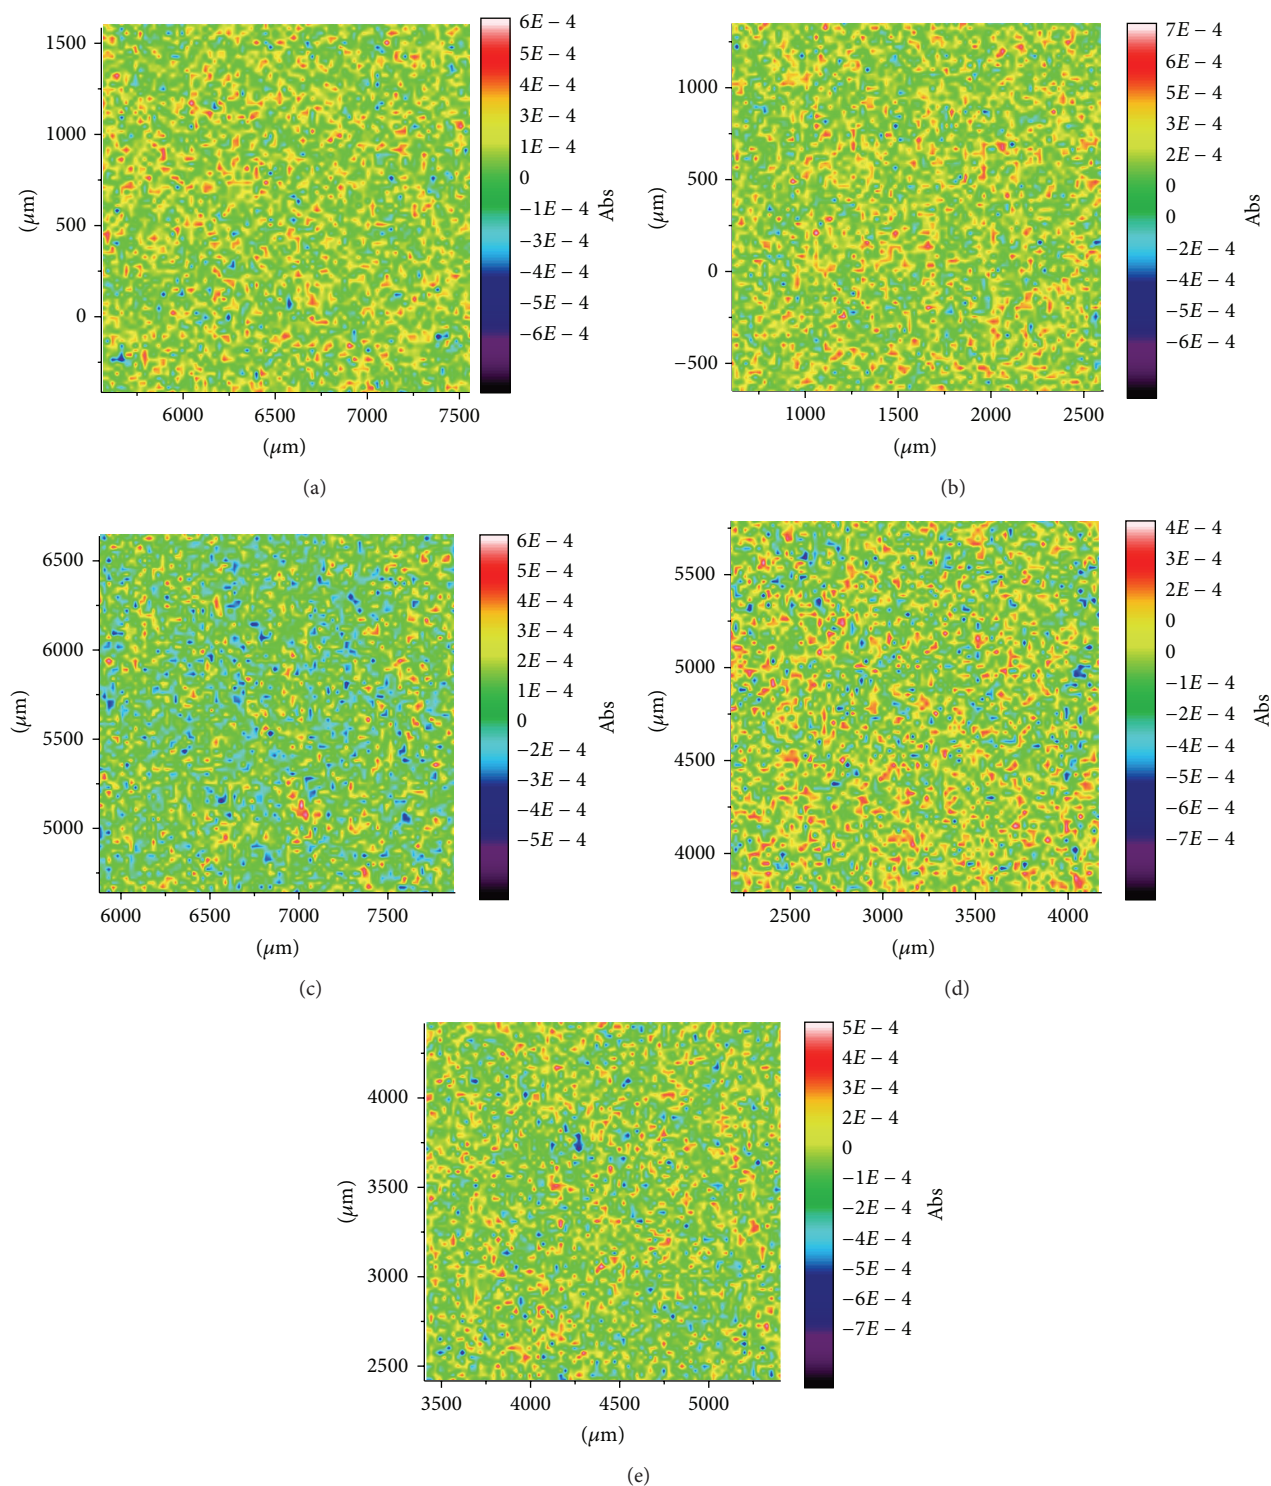 1500
1000
500
0
(μm)
6000 6500 7000 7500
(μm)
6E − 4
5E − 4
4E − 4
3E − 4
1E − 4
0
−1E − 4
−3E − 4
−4E − 4
−5E − 4
−6E − 4
Abs
(a)
1000
500
0
−500
(μm)
1000 1500 2000 2500
(μm)
7E − 4
6E − 4
5E − 4
3E − 4
2E − 4
0
0
−2E − 4
−4E − 4
−5E − 4
−6E − 4
Abs
(b)
6500
6000
5500
5000
(μm)
6000 6500 7000 7500
(μm)
6E − 4
5E − 4
4E − 4
3E − 4
2E − 4
1E − 4
0
−2E − 4
−3E − 4
−4E − 4
−5E − 4
Abs
(c)
5500
5000
4500
4000
(μm)
2500 3000 3500 4000
(μm)
4E − 4
3E − 4
2E − 4
0
0
−1E − 4
−2E − 4
−4E − 4
−5E − 4
−6E − 4
−7E − 4
Abs
(d)
4000
3500
3000
2500
(μm)
3500 4000 4500 5000
(μm)
5E − 4
4E − 4
3E − 4
2E − 4
0
−1E − 4
−2E − 4
−4E − 4
−5E − 4
−6E − 4
−7E − 4
Abs
(e)